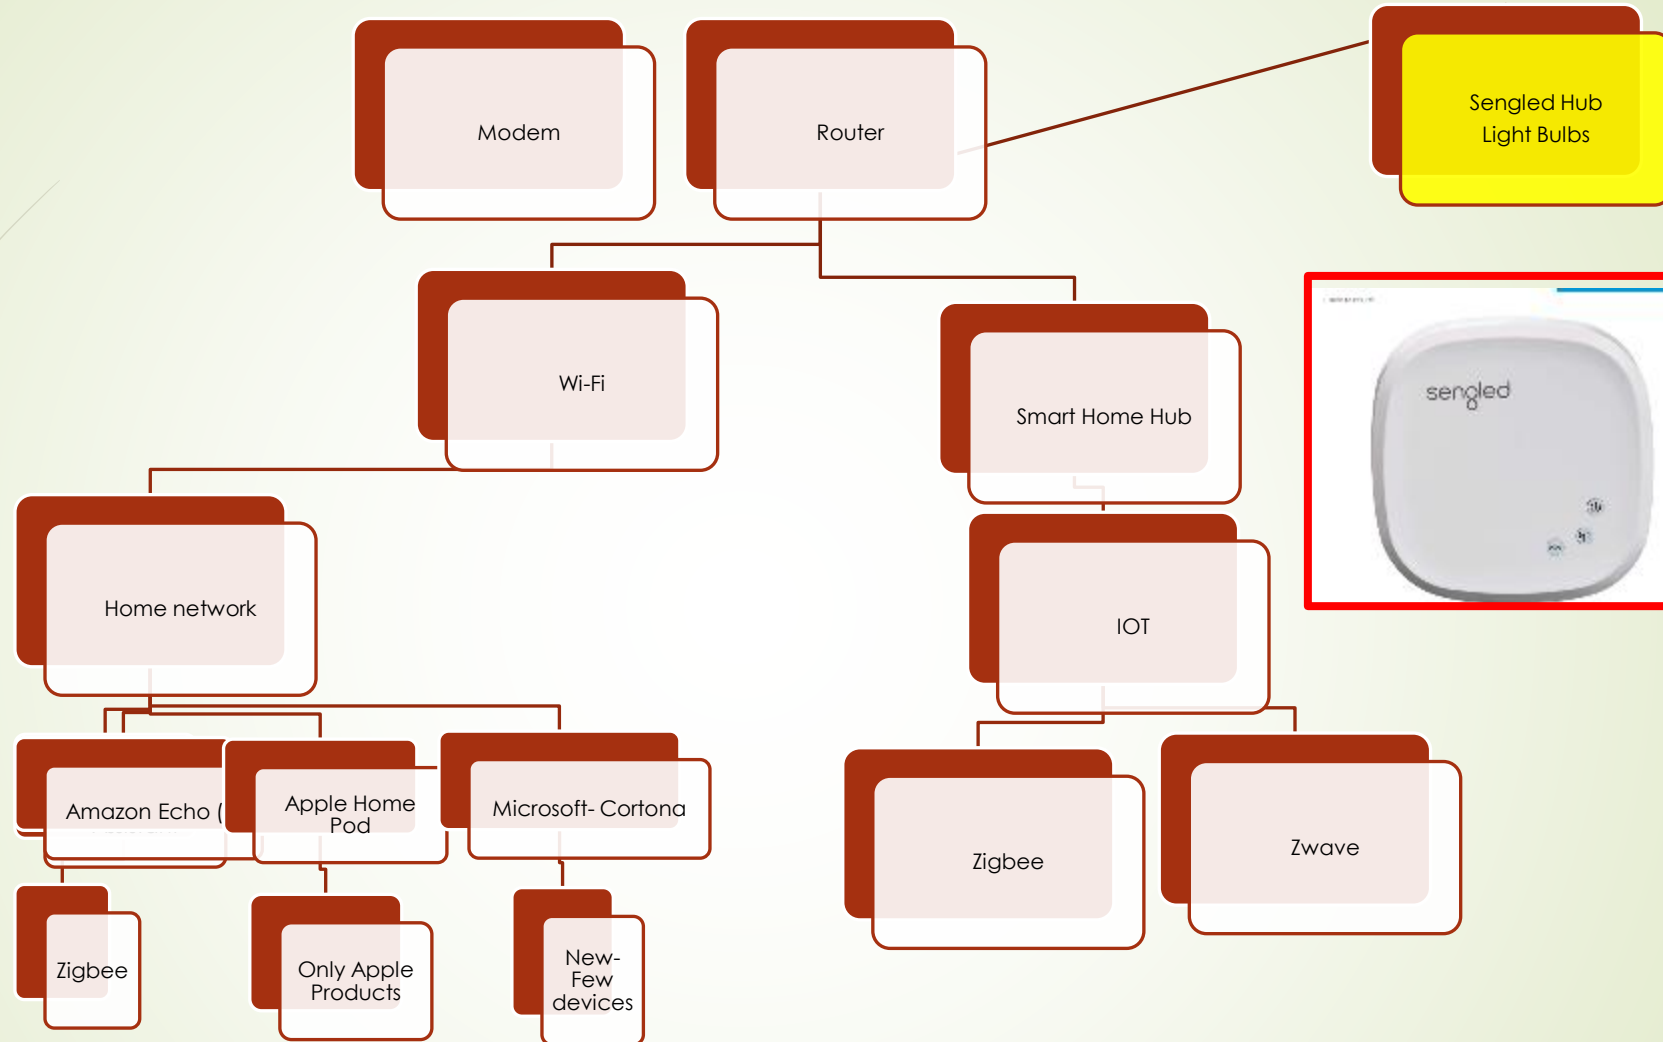 Modem
Router
Sengled Hub
Light Bulbs
Wi-Fi
Smart Home Hub
sengled
Home network
IOT
Amazon Echo (
Apple Home
Pod
Microsoft- Cortona
Zigbee
Zwave
Zigbee
Only Apple
Products
New-
Few
devices